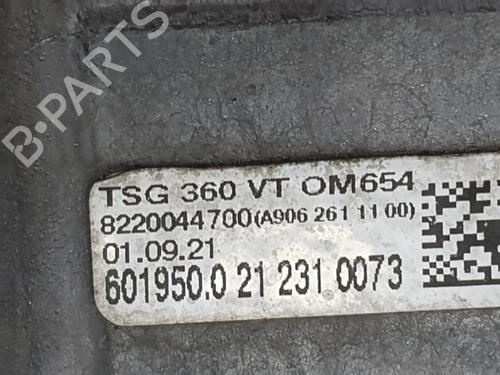 B-PARTS
TSG 360 VT OM654
8220044700(A906 261 11 00)
01.09.21
601950.0 21 231 0073